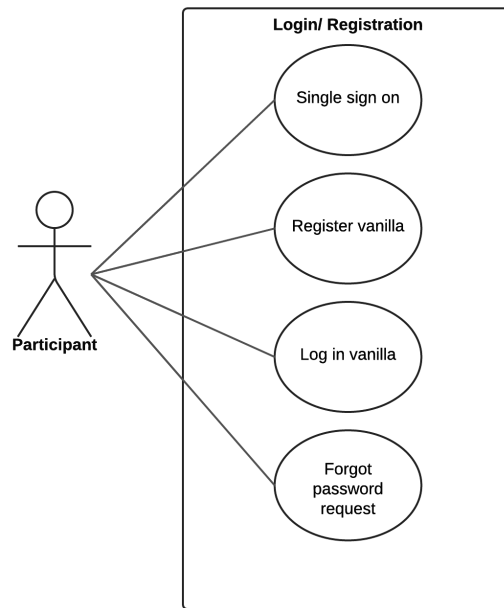 Login/ Registration
Single sign on
Register vanilla
Participant
Log in vanilla
Forgot
password
request